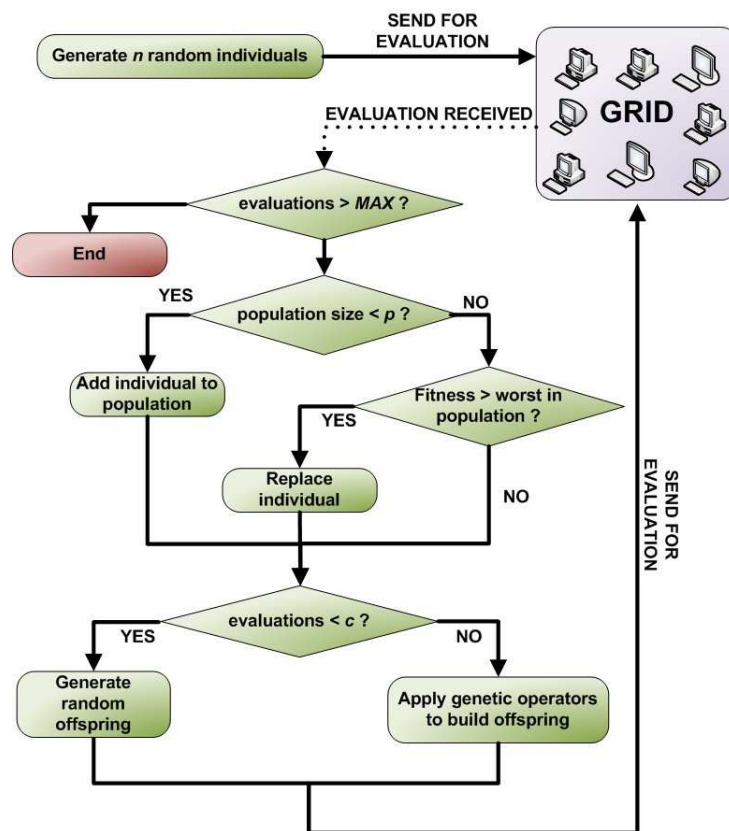 SEND FOR
EVALUATION
Generate n random individuals
EVALUATION RECEIVED
GRID
evaluations > MAX ?
End
YES
NO
population size < p ?
Add individual to
population
Fitness > worst in
population ?
YES
Replace
individual
NO
SEND FOR
EVALUATION
evaluations < c ?
YES
NO
Generate
random
offspring
Apply genetic operators
to build offspring